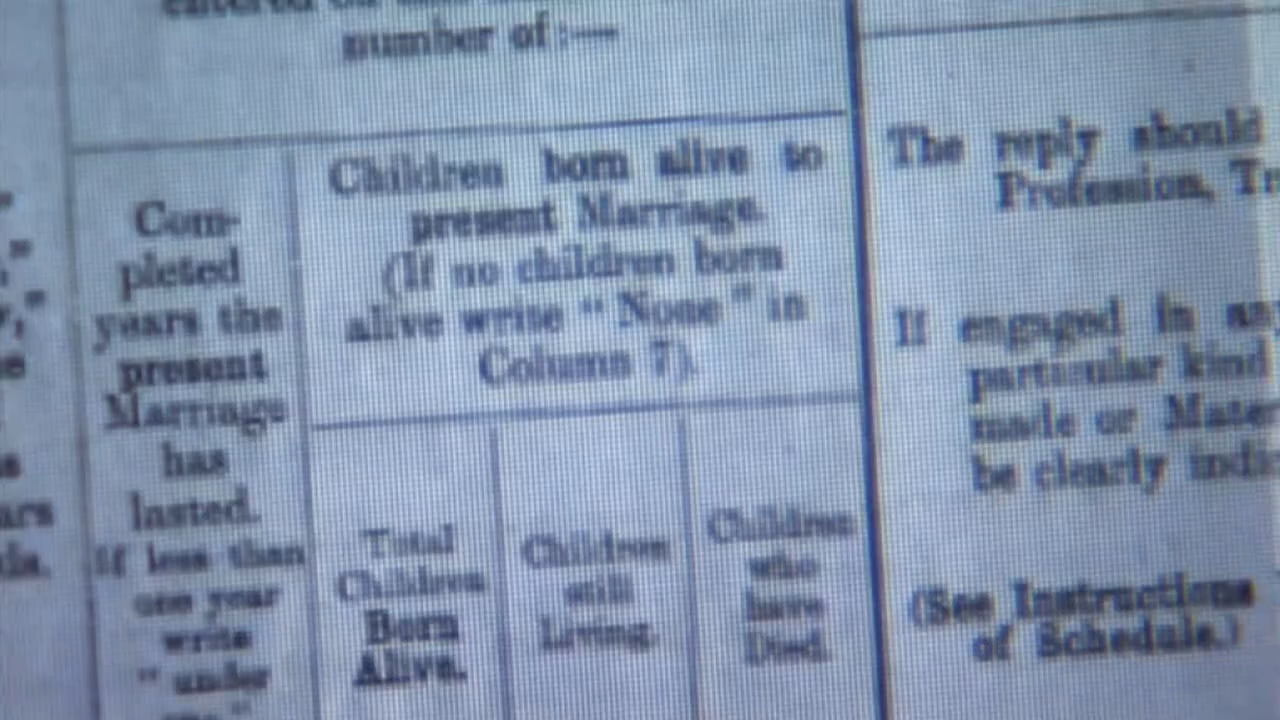 number of:—
Com-
pleted
years the
present
Marriage
has
lasted.
If less than
one year
write
" under
Children born alive to
present Marriage.
(If no children born
alive write " None " in
Column 7).
Total
Children
Born
Alive.
Children
still
Living.
Children
who
have
Died.
The reply should
Profession,
If engaged in
particular kind
made or
be clearly
(See Instructions
of Schedule.)